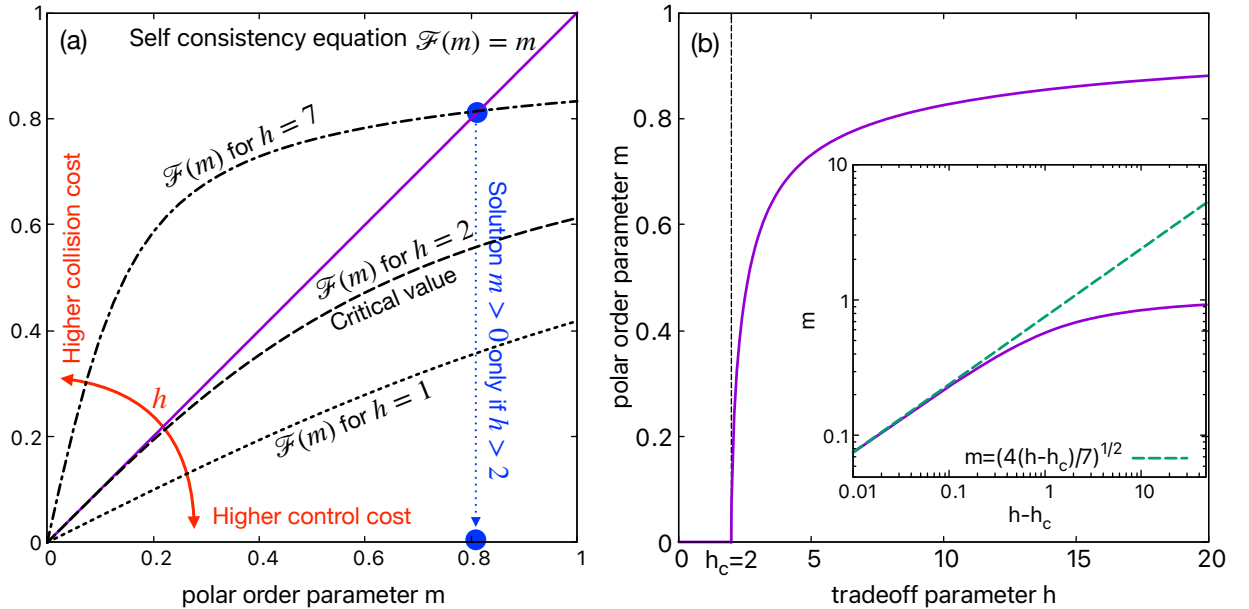 (a)
Self consistency equation ℱ(m) = m
1
0.8
0.6
0.4
0.2
0
ℱ(m) for h = 7
ℱ(m) for h = 2
Critical value
ℱ(m) for h = 1
Higher collision cost
h
Higher control cost
Solution m > 0 only if h > 2
0 0.2 0.4 0.6 0.8 1
polar order parameter m
(b)
polar order parameter m
1
0.8
0.6
0.4
0.2
0
m
10
1
0.1
m=(4(h-hc)/7)1/2
0.01 0.1 1 10
h-hc
0 hc=2 5 10 15 20
tradeoff parameter h